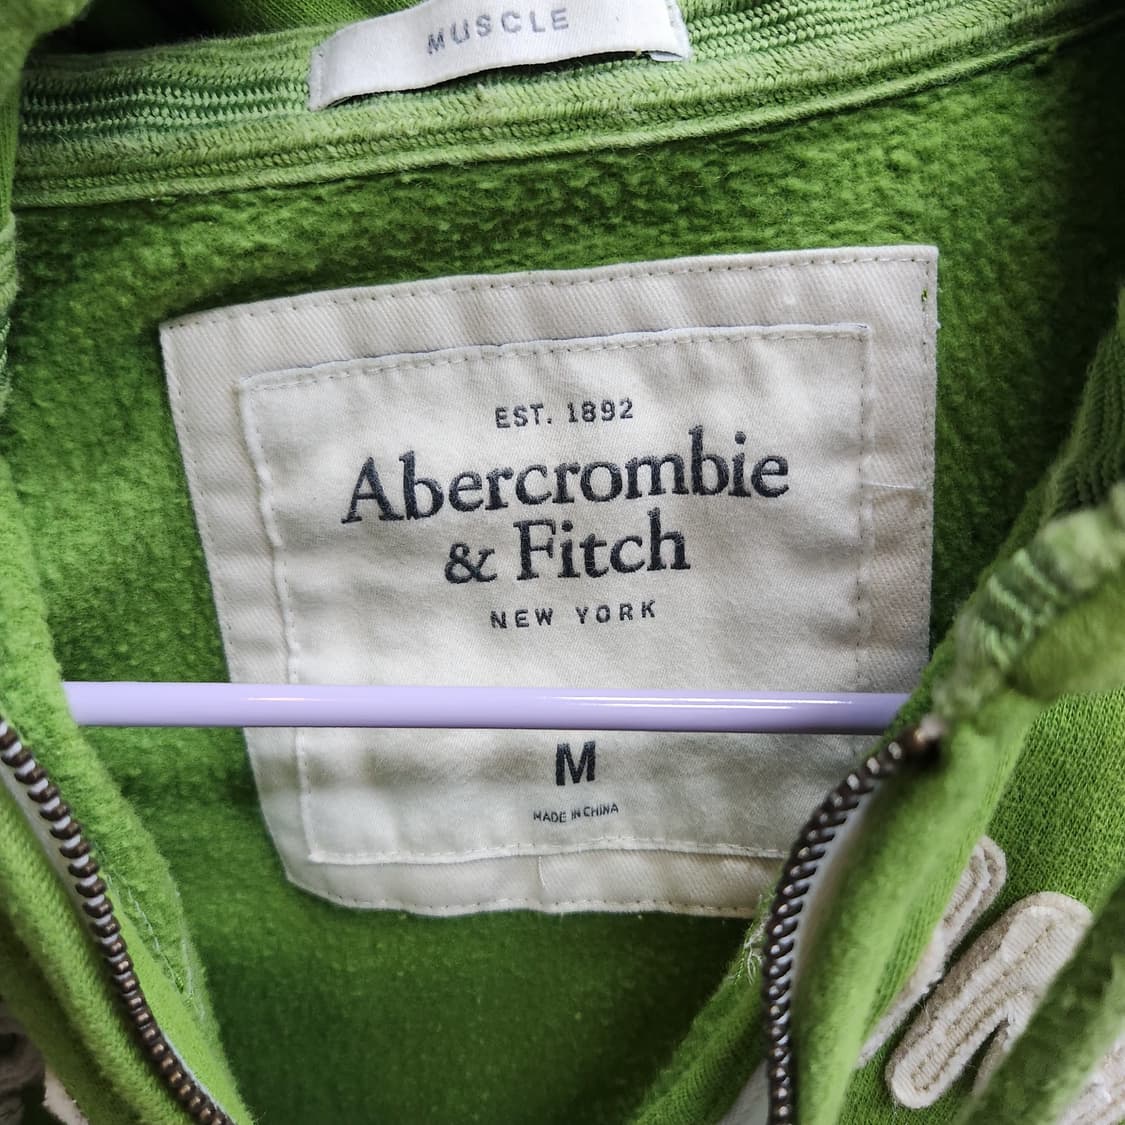 MUSCLE
EST. 1892
Abercrombie
& Fitch
NEW YORK
M
MADE IN CHINA